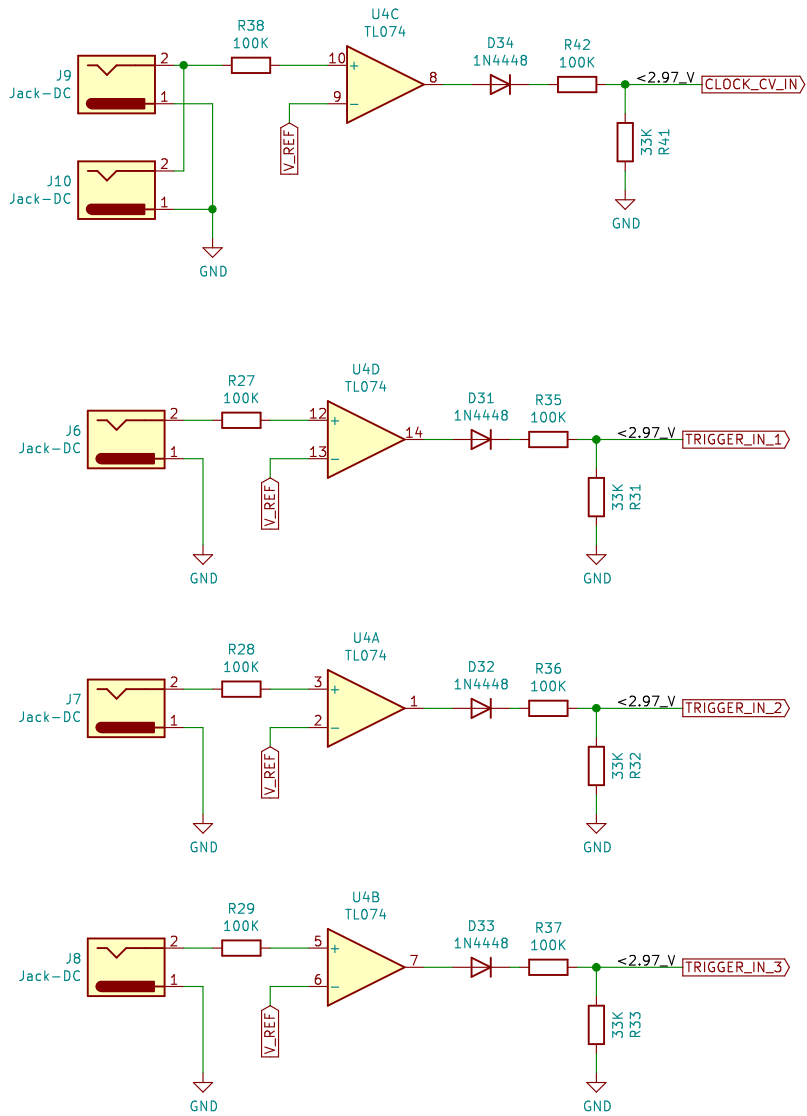 J9
Jack-DC
2
1
R38
100K
U4C
TL074
10
+
9
−
8
V_REF
D34
1N4448
R42
100K
<2.97_V
CLOCK_CV_IN
33K
R41
GND
J10
Jack-DC
2
1
GND
J6
Jack-DC
2
1
R27
100K
U4D
TL074
12
+
13
−
14
V_REF
D31
1N4448
R35
100K
<2.97_V
TRIGGER_IN_1
33K
R31
GND
GND
J7
Jack-DC
2
1
R28
100K
U4A
TL074
3
+
2
−
1
V_REF
D32
1N4448
R36
100K
<2.97_V
TRIGGER_IN_2
33K
R32
GND
GND
J8
Jack-DC
2
1
R29
100K
U4B
TL074
5
+
6
−
7
V_REF
D33
1N4448
R37
100K
<2.97_V
TRIGGER_IN_3
33K
R33
GND
GND